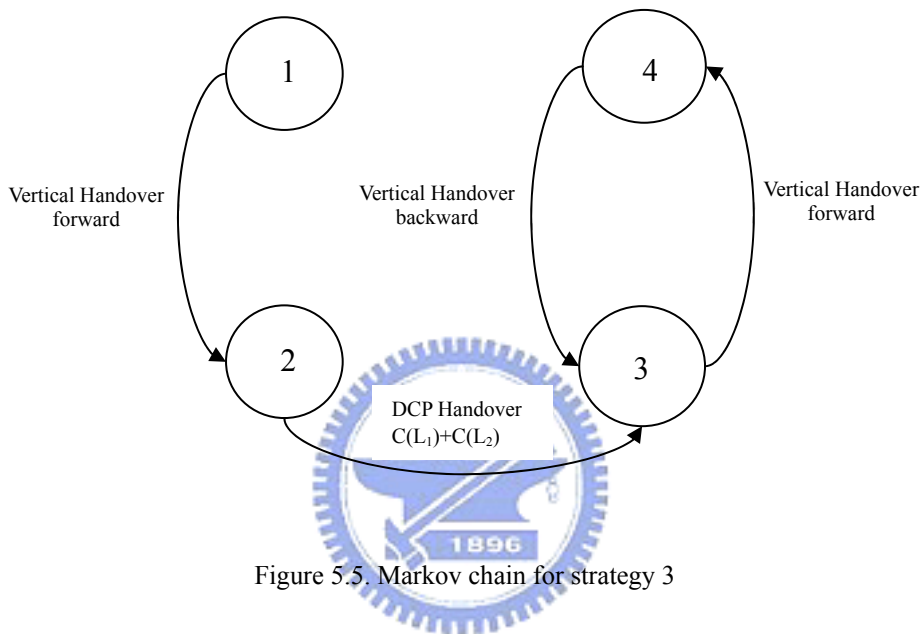 1
4
Vertical Handover
forward
Vertical Handover
backward
Vertical Handover
forward
2
3
DCP Handover
C(L₁)+C(L₂)
1896
Figure 5.5. Markov chain for strategy 3